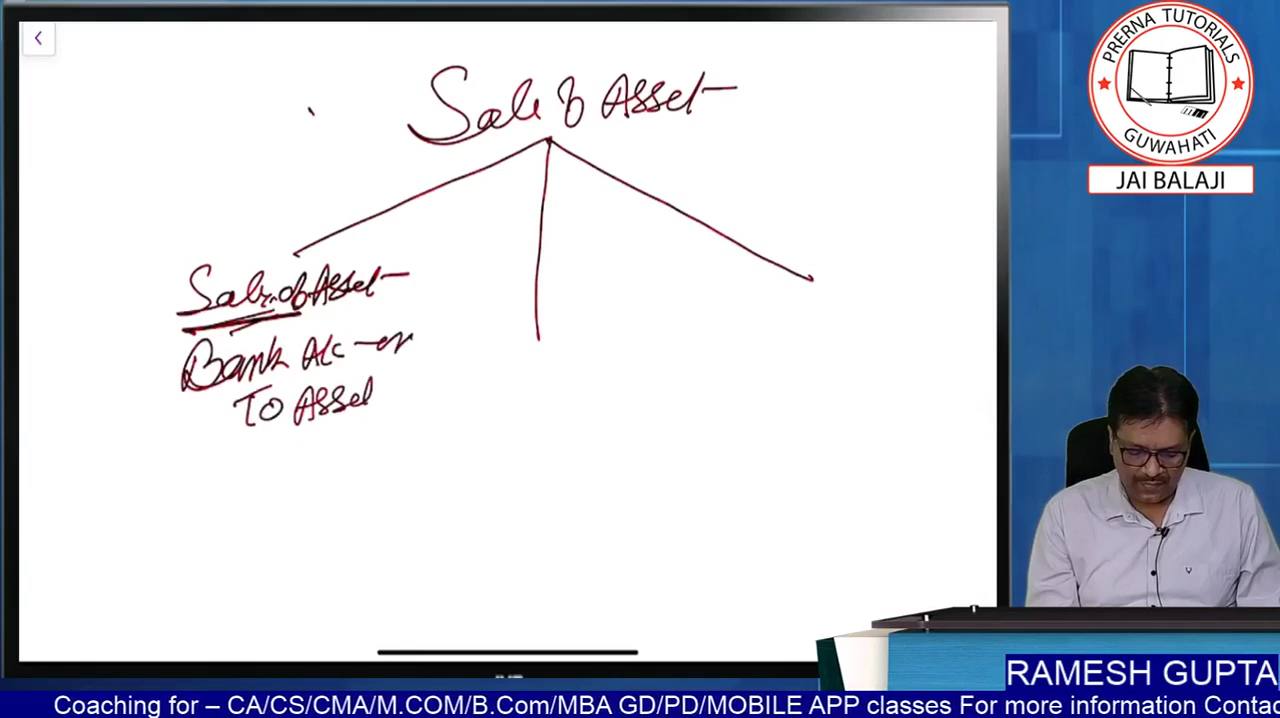 Sale of Asset
Sale of Asset
Bank A/c - Dr
To Asset
PRERNA TUTORIALS
GUWAHATI
JAI BALAJI
RAMESH GUPTA
Coaching for – CA/CS/CMA/M.COM/B.Com/MBA GD/PD/MOBILE APP classes For more information Contac